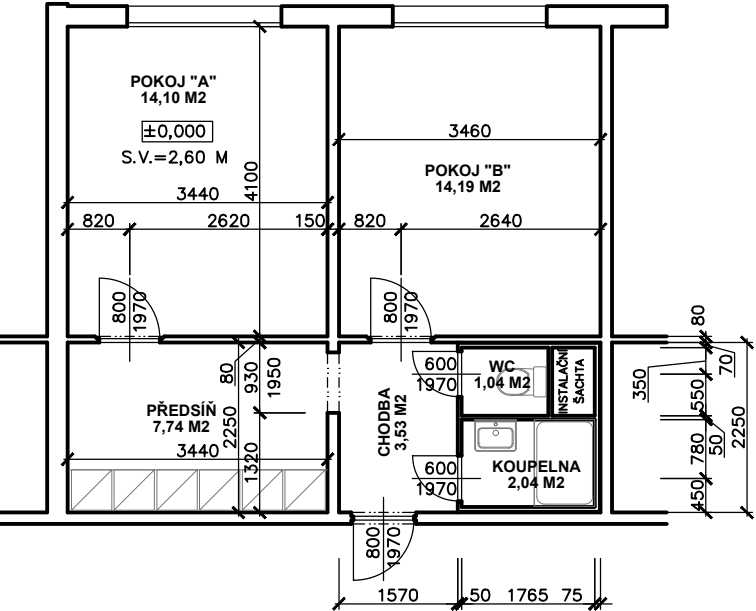 POKOJ "A"
14,10 M2
±0,000
S.V.=2,60 M
3440
4100
820
2620
150
3460
POKOJ "B"
14,19 M2
820
2640
800
1970
800
1970
80
PŘEDSÍŇ
7,74 M2
3440
2250
80
930
1950
1320
CHODBA
3,53 M2
600
1970
WC
1,04 M2
INSTALAČNÍ
ŠACHTA
600
1970
KOUPELNA
2,04 M2
800
1970
350
70
550
50
780
450
2250
1570
50
1765
75